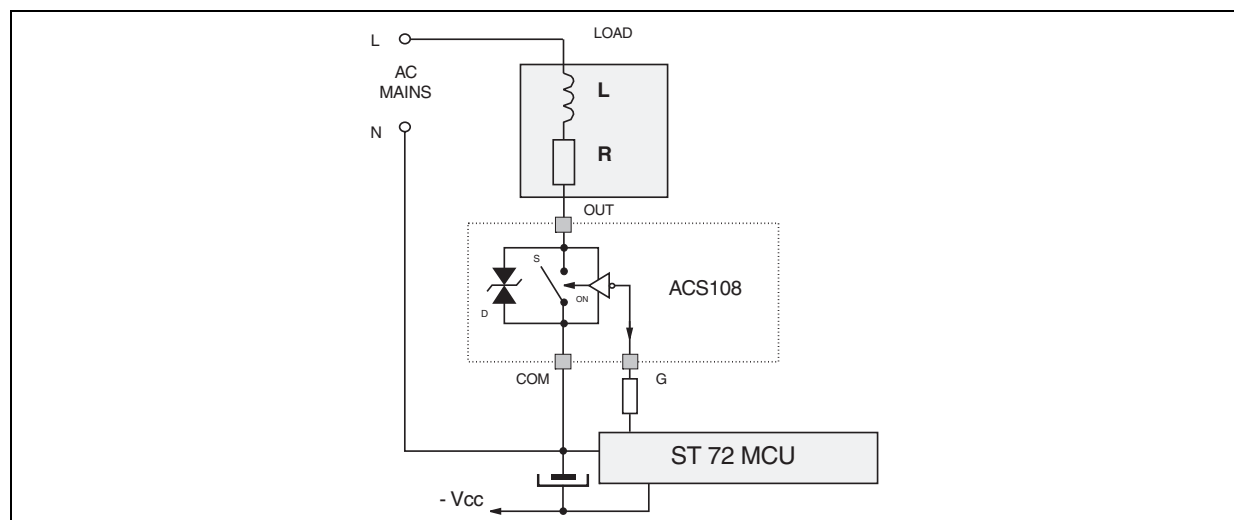 L
LOAD
AC
MAINS
L
N
R
OUT
S
ACS108
ON
D
COM
G
ST 72 MCU
- Vcc